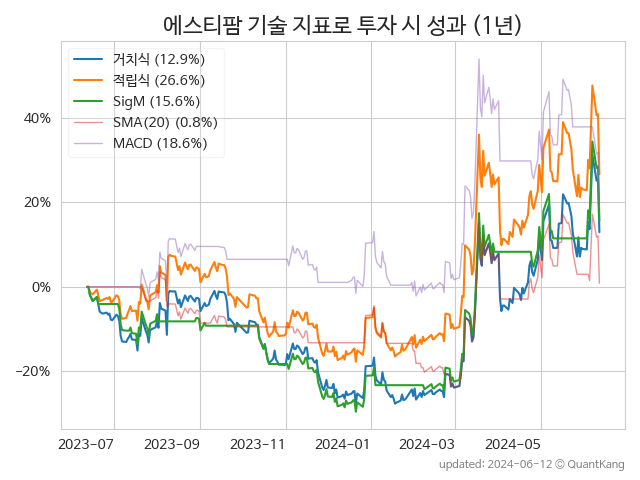 에스티팜 기술 지표로 투자 시 성과 (1년)
거치식 (12.9%)
적립식 (26.6%)
SigM (15.6%)
SMA(20) (0.8%)
MACD (18.6%)
40%
20%
0%
−20%
2023-07 2023-09 2023-11 2024-01 2024-03 2024-05
updated: 2024-06-12 © QuantKang